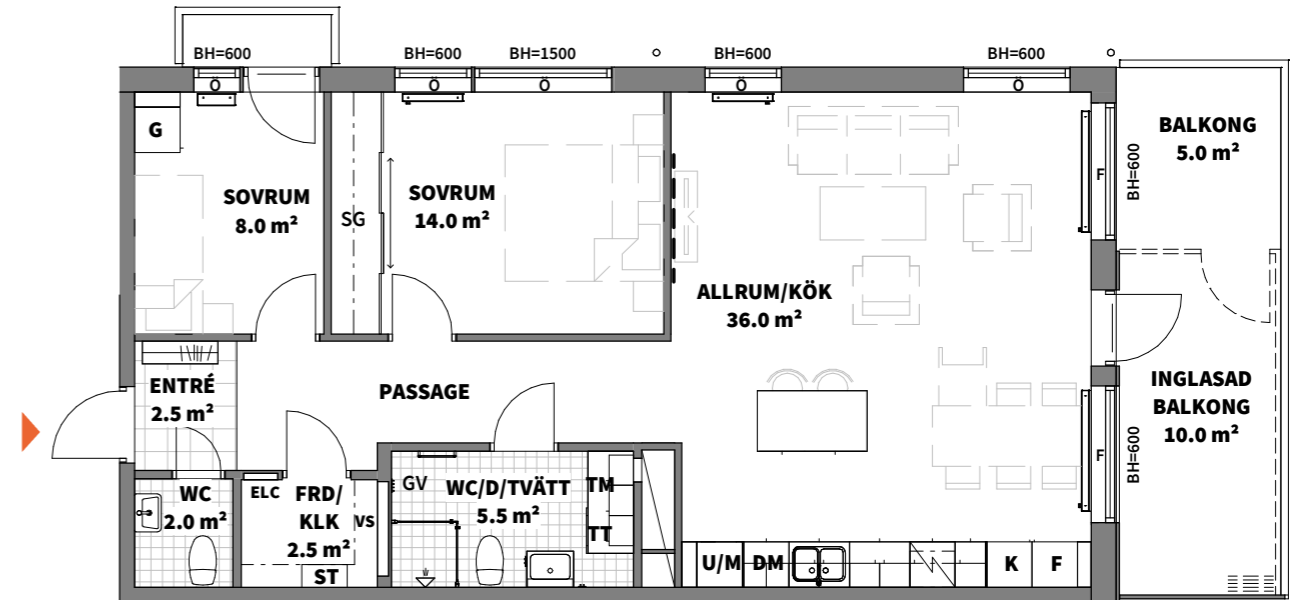 BH=600
BH=600
BH=1500
BH=600
BH=600
Ö
Ö
Ö
Ö
Ö
G
SOVRUM
8.0 m²
SG
SOVRUM
14.0 m²
ALLRUM/KÖK
36.0 m²
F
BH=600
BALKONG
5.0 m²
ENTRÉ
2.5 m²
PASSAGE
INGLASAD
BALKONG
10.0 m²
F
BH=600
WC
2.0 m²
ELC
FRD/
KLK
2.5 m²
VS
ST
GV
WC/D/TVÄTT
5.5 m²
TM
TT
U/M
DM
K
F